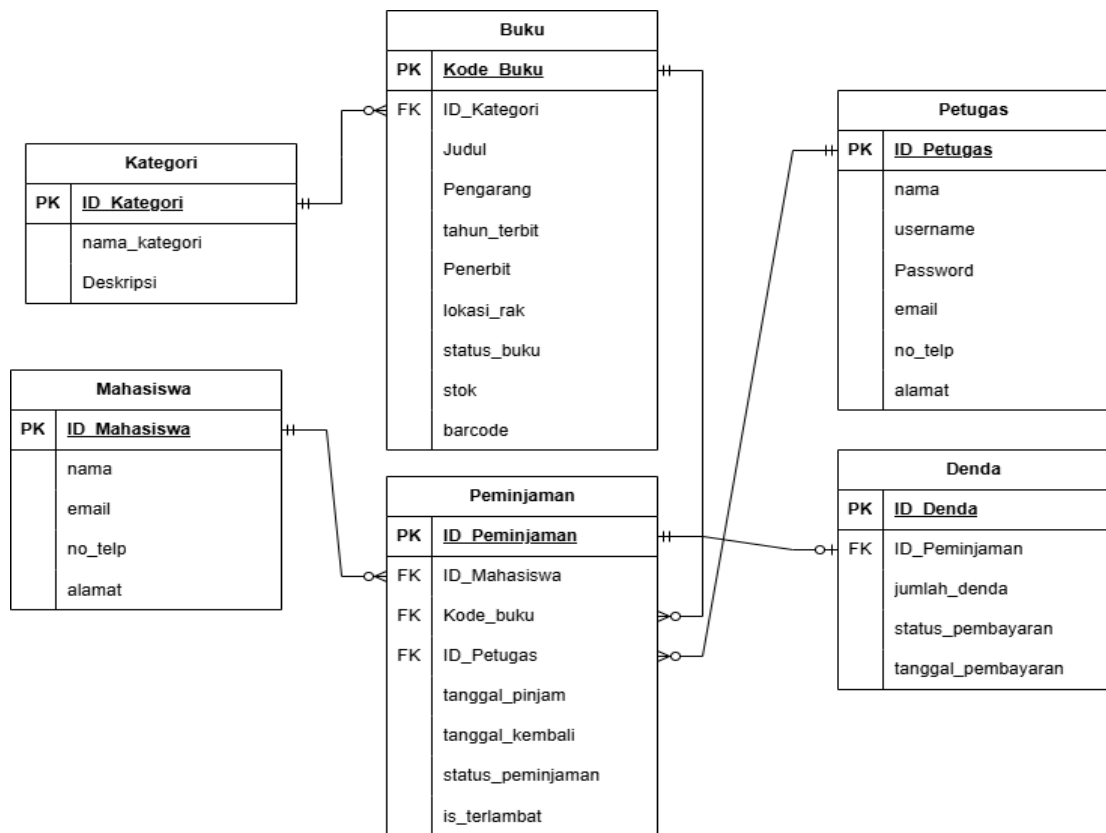 Buku
PK Kode_Buku
FK ID_Kategori
Judul
Pengarang
tahun_terbit
Penerbit
lokasi_rak
status_buku
stok
barcode
Kategori
PK ID_Kategori
nama_kategori
Deskripsi
Petugas
PK ID_Petugas
nama
username
Password
email
no_telp
alamat
Mahasiswa
PK ID_Mahasiswa
nama
email
no_telp
alamat
Peminjaman
PK ID_Peminjaman
FK ID_Mahasiswa
FK Kode_buku
FK ID_Petugas
tanggal_pinjam
tanggal_kembali
status_peminjaman
is_terlambat
Denda
PK ID_Denda
FK ID_Peminjaman
jumlah_denda
status_pembayaran
tanggal_pembayaran